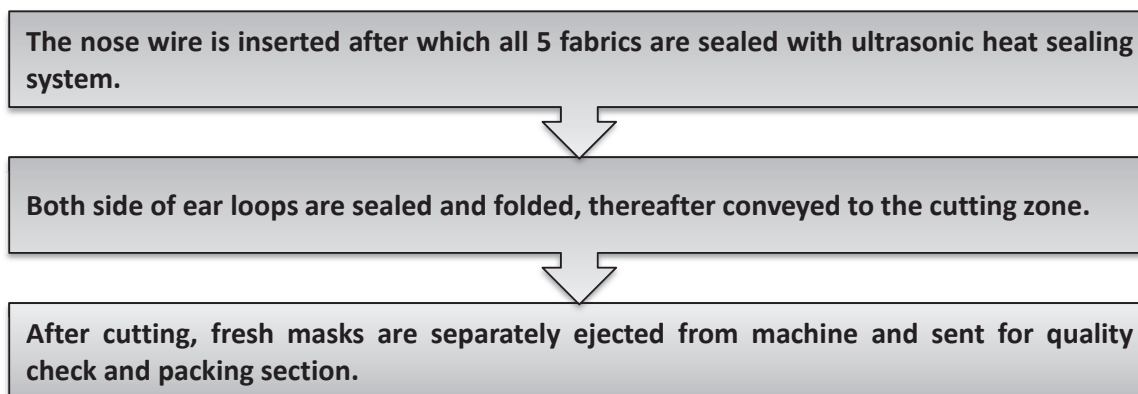 The nose wire is inserted after which all 5 fabrics are sealed with ultrasonic heat sealing
system.
Both side of ear loops are sealed and folded, thereafter conveyed to the cutting zone.
After cutting, fresh masks are separately ejected from machine and sent for quality
check and packing section.